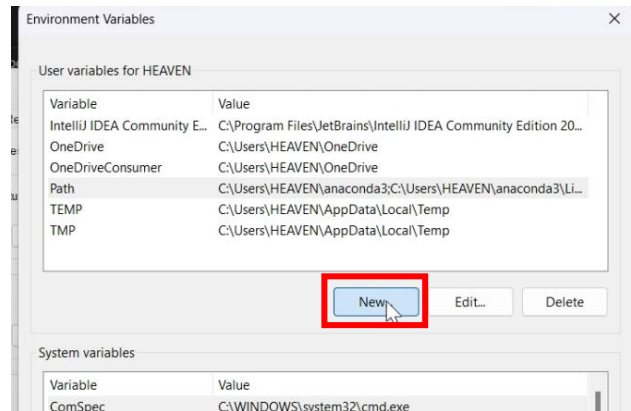 Environment Variables
User variables for HEAVEN
Variable Value
IntelliJ IDEA Community E... C:\Program Files\JetBrains\IntelliJ IDEA Community Edition 20...
OneDrive C:\Users\HEAVEN\OneDrive
OneDriveConsumer C:\Users\HEAVEN\OneDrive
Path C:\Users\HEAVEN\anaconda3;C:\Users\HEAVEN\anaconda3\Li...
TEMP C:\Users\HEAVEN\AppData\Local\Temp
TMP C:\Users\HEAVEN\AppData\Local\Temp
New... Edit... Delete
System variables
Variable Value
ComSpec C:\WINDOWS\system32\cmd.exe